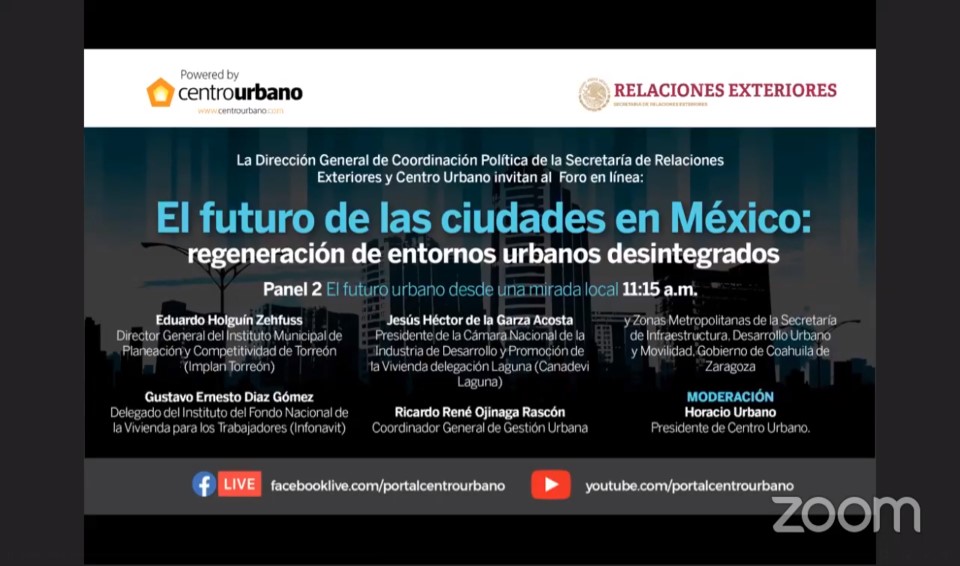 Powered by
centrourbano
www.centrourbano.com
RELACIONES EXTERIORES
SECRETARÍA DE RELACIONES EXTERIORES
La Dirección General de Coordinación Política de la Secretaría de Relaciones
Exteriores y Centro Urbano invitan al Foro en línea:
El futuro de las ciudades en México:
regeneración de entornos urbanos desintegrados
Panel 2 El futuro urbano desde una mirada local 11:15 a.m.
Eduardo Holguín Zehfuss
Director General del Instituto Municipal de
Planeación y Competitividad de Torreón
(Implan Torreón)
Gustavo Ernesto Diaz Gómez
Delegado del Instituto del Fondo Nacional de
la Vivienda para los Trabajadores (Infonavit)
Jesús Héctor de la Garza Acosta
Presidente de la Cámara Nacional de la
Industria de Desarrollo y Promoción de
la Vivienda delegación Laguna (Canadevi
Laguna)
Ricardo René Ojinaga Rascón
Coordinador General de Gestión Urbana
y Zonas Metropolitanas de la Secretaría
de Infraestructura, Desarrollo Urbano
y Movilidad, Gobierno de Coahuila de
Zaragoza
MODERACIÓN
Horacio Urbano
Presidente de Centro Urbano.
LIVE facebooklive.com/portalcentrourbano
youtube.com/portalcentrourbano
zoom